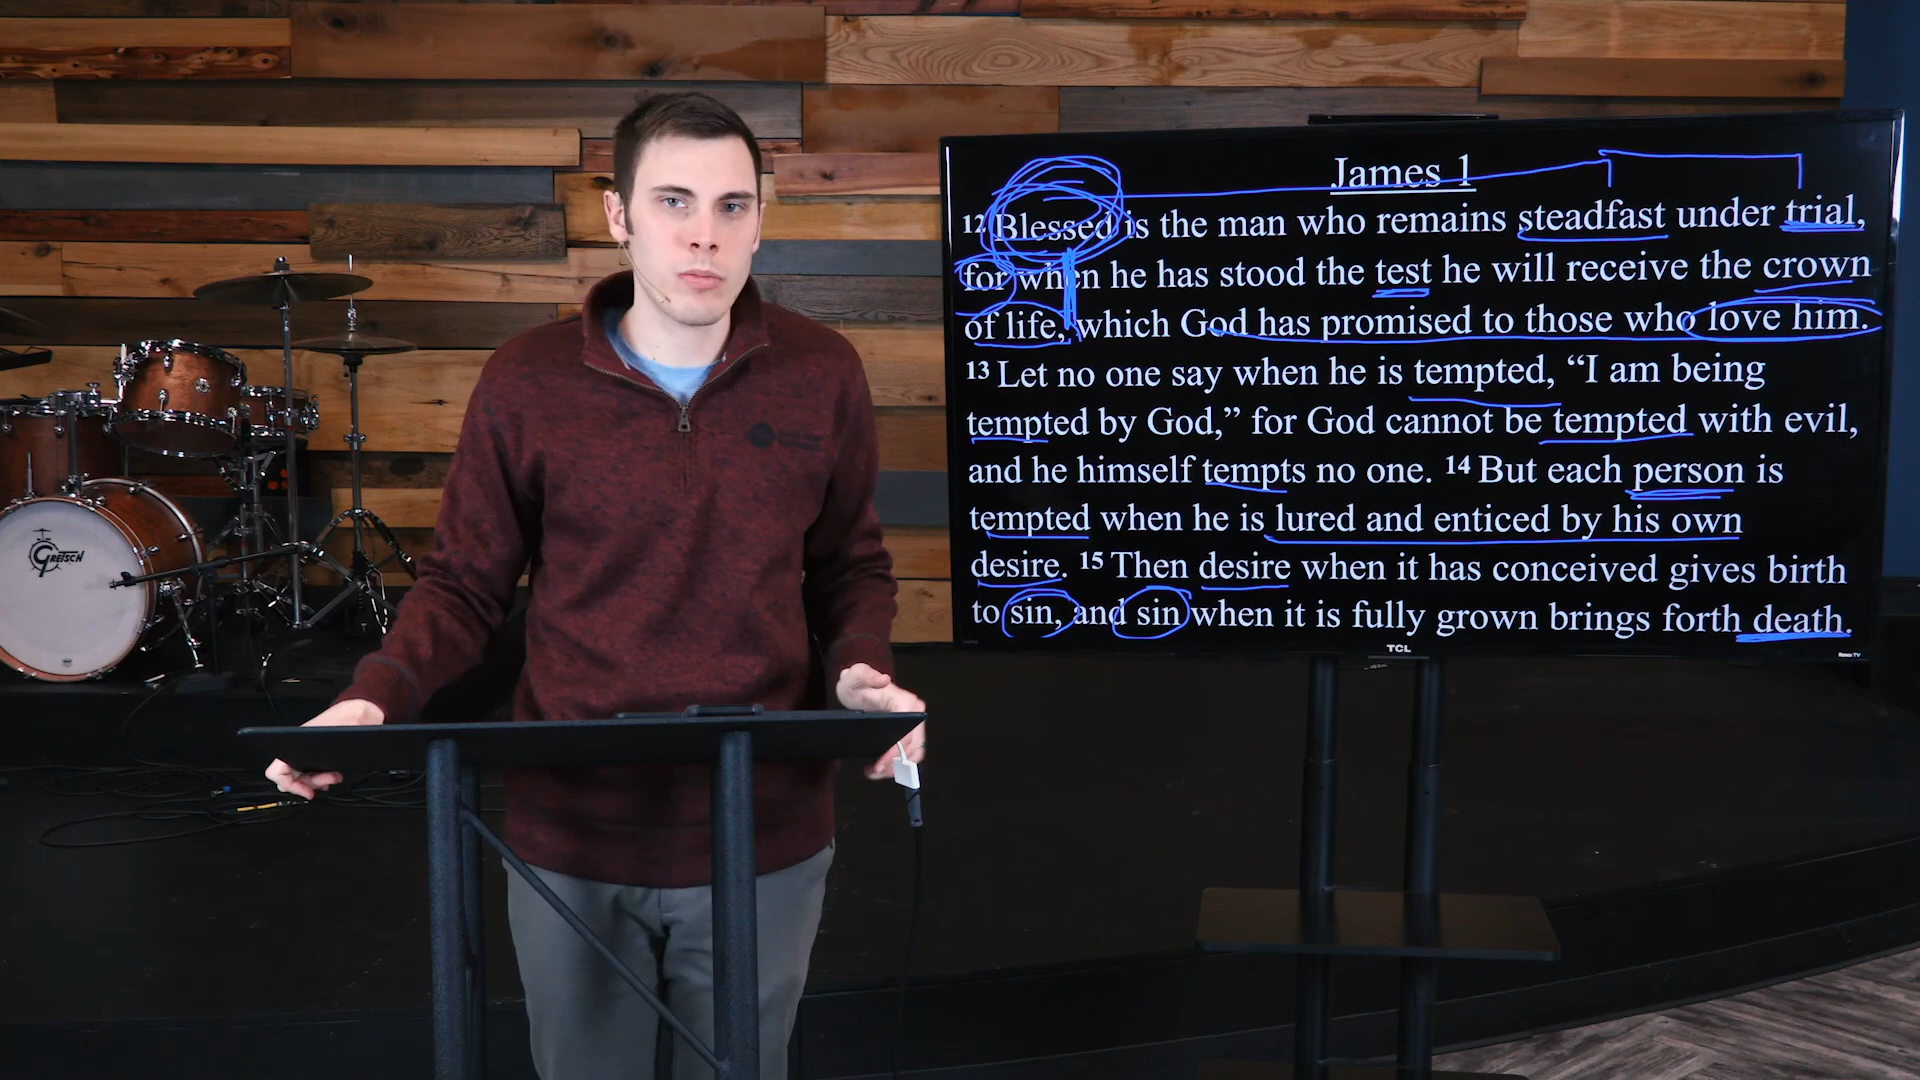 James 1
12 Blessed is the man who remains steadfast under trial,
for when he has stood the test he will receive the crown
of life, which God has promised to those who love him.
13 Let no one say when he is tempted, “I am being
tempted by God,” for God cannot be tempted with evil,
and he himself tempts no one. 14 But each person is
tempted when he is lured and enticed by his own
desire. 15 Then desire when it has conceived gives birth
to sin, and sin when it is fully grown brings forth death.
TCL
Roku TV
GRETSCH